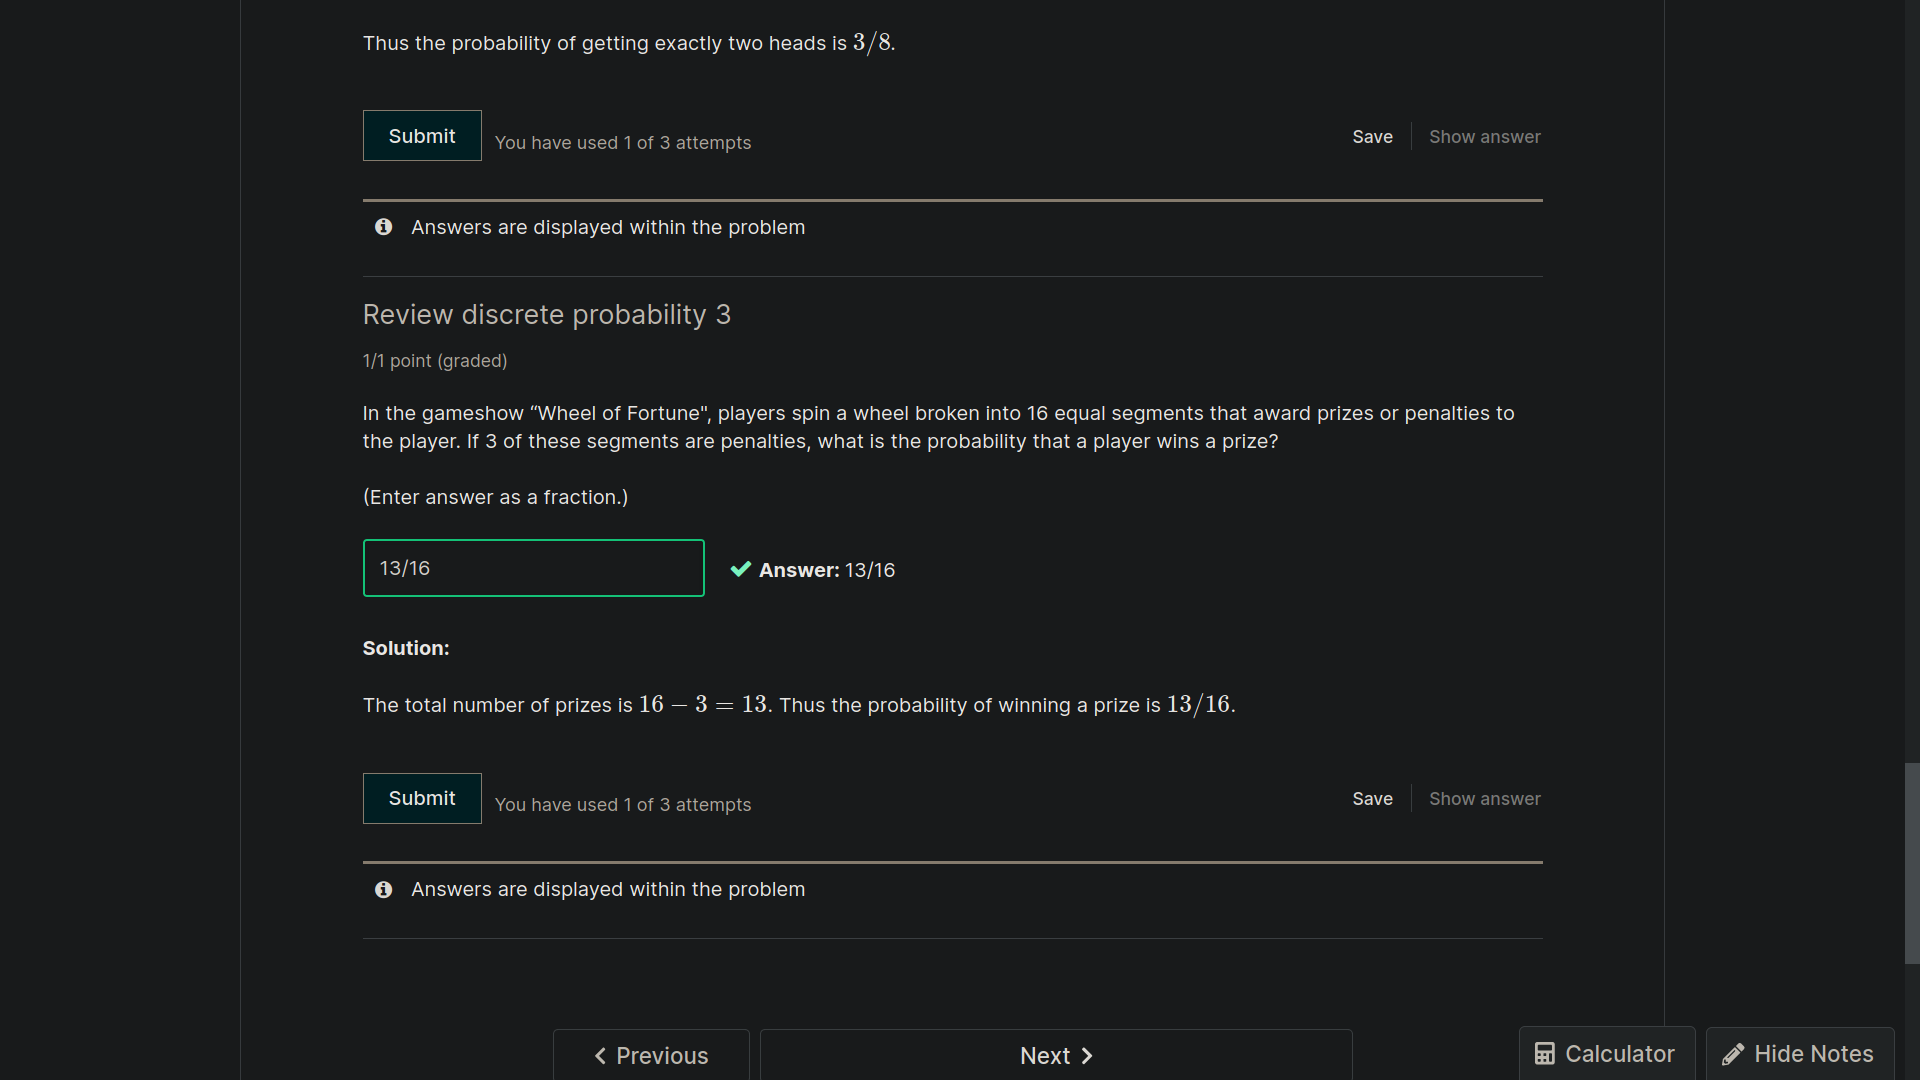 Thus the probability of getting exactly two heads is 3/8.
Submit
You have used 1 of 3 attempts
Save
Show answer
Answers are displayed within the problem
Review discrete probability 3
1/1 point (graded)
In the gameshow “Wheel of Fortune", players spin a wheel broken into 16 equal segments that award prizes or penalties to
the player. If 3 of these segments are penalties, what is the probability that a player wins a prize?
(Enter answer as a fraction.)
13/16
Answer: 13/16
Solution:
The total number of prizes is 16 − 3 = 13. Thus the probability of winning a prize is 13/16.
Submit
You have used 1 of 3 attempts
Save
Show answer
Answers are displayed within the problem
Previous
Next
Calculator
Hide Notes